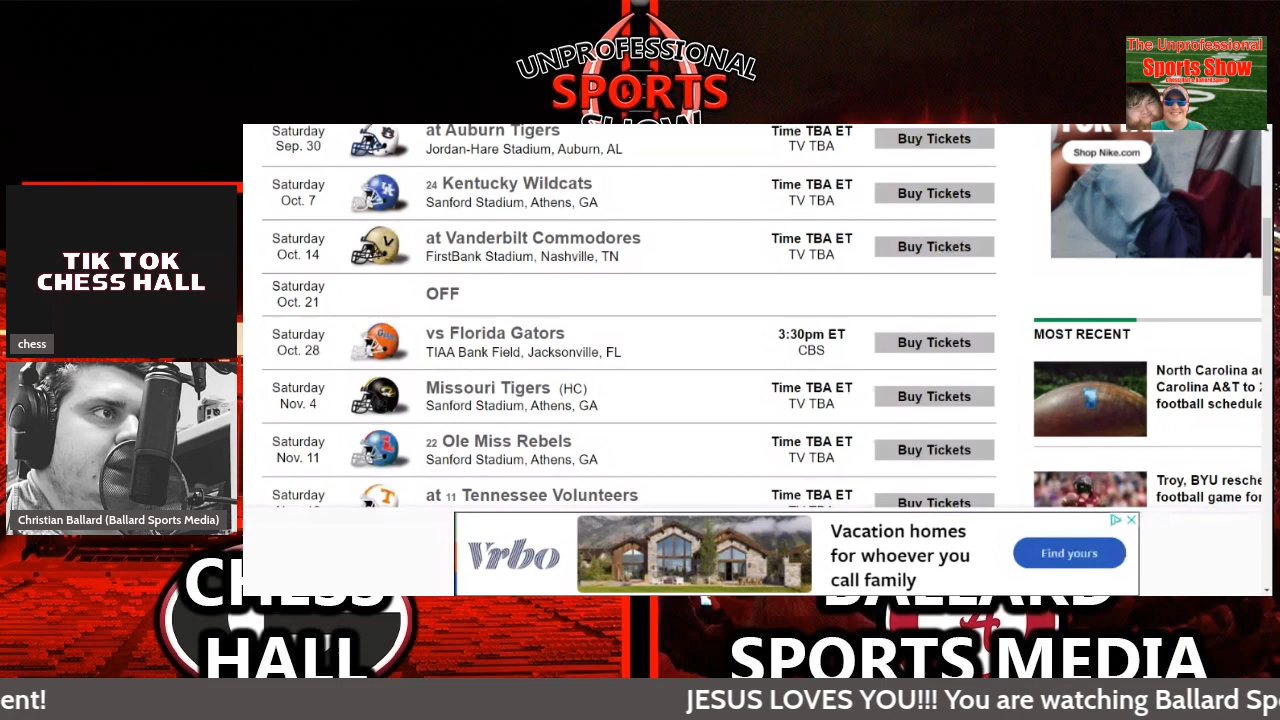 UNPROFESSIONAL
SPORTS
SHOW
The Unprofessional
Sports Show
Saturday
Sep. 30
at Auburn Tigers
Jordan-Hare Stadium, Auburn, AL
Time TBA ET
TV TBA
Buy Tickets
Saturday
Oct. 7
24 Kentucky Wildcats
Sanford Stadium, Athens, GA
Time TBA ET
TV TBA
Buy Tickets
Saturday
Oct. 14
at Vanderbilt Commodores
FirstBank Stadium, Nashville, TN
Time TBA ET
TV TBA
Buy Tickets
Saturday
Oct. 21
OFF
Saturday
Oct. 28
vs Florida Gators
TIAA Bank Field, Jacksonville, FL
3:30pm ET
CBS
Buy Tickets
Saturday
Nov. 4
Missouri Tigers (HC)
Sanford Stadium, Athens, GA
Time TBA ET
TV TBA
Buy Tickets
Saturday
Nov. 11
22 Ole Miss Rebels
Sanford Stadium, Athens, GA
Time TBA ET
TV TBA
Buy Tickets
Saturday
at 11 Tennessee Volunteers
Time TBA ET
Buy Tickets
Shop Nike.com
MOST RECENT
North Carolina a
Carolina A&T to
football schedule
Troy, BYU resche
football game for
TIK TOK
CHESS HALL
chess
Christian Ballard (Ballard Sports Media)
Vrbo
Vacation homes
for whoever you
call family
Find yours
CHESS
HALL
BALLARD
SPORTS MEDIA
ent!
JESUS LOVES YOU!!! You are watching Ballard Sp